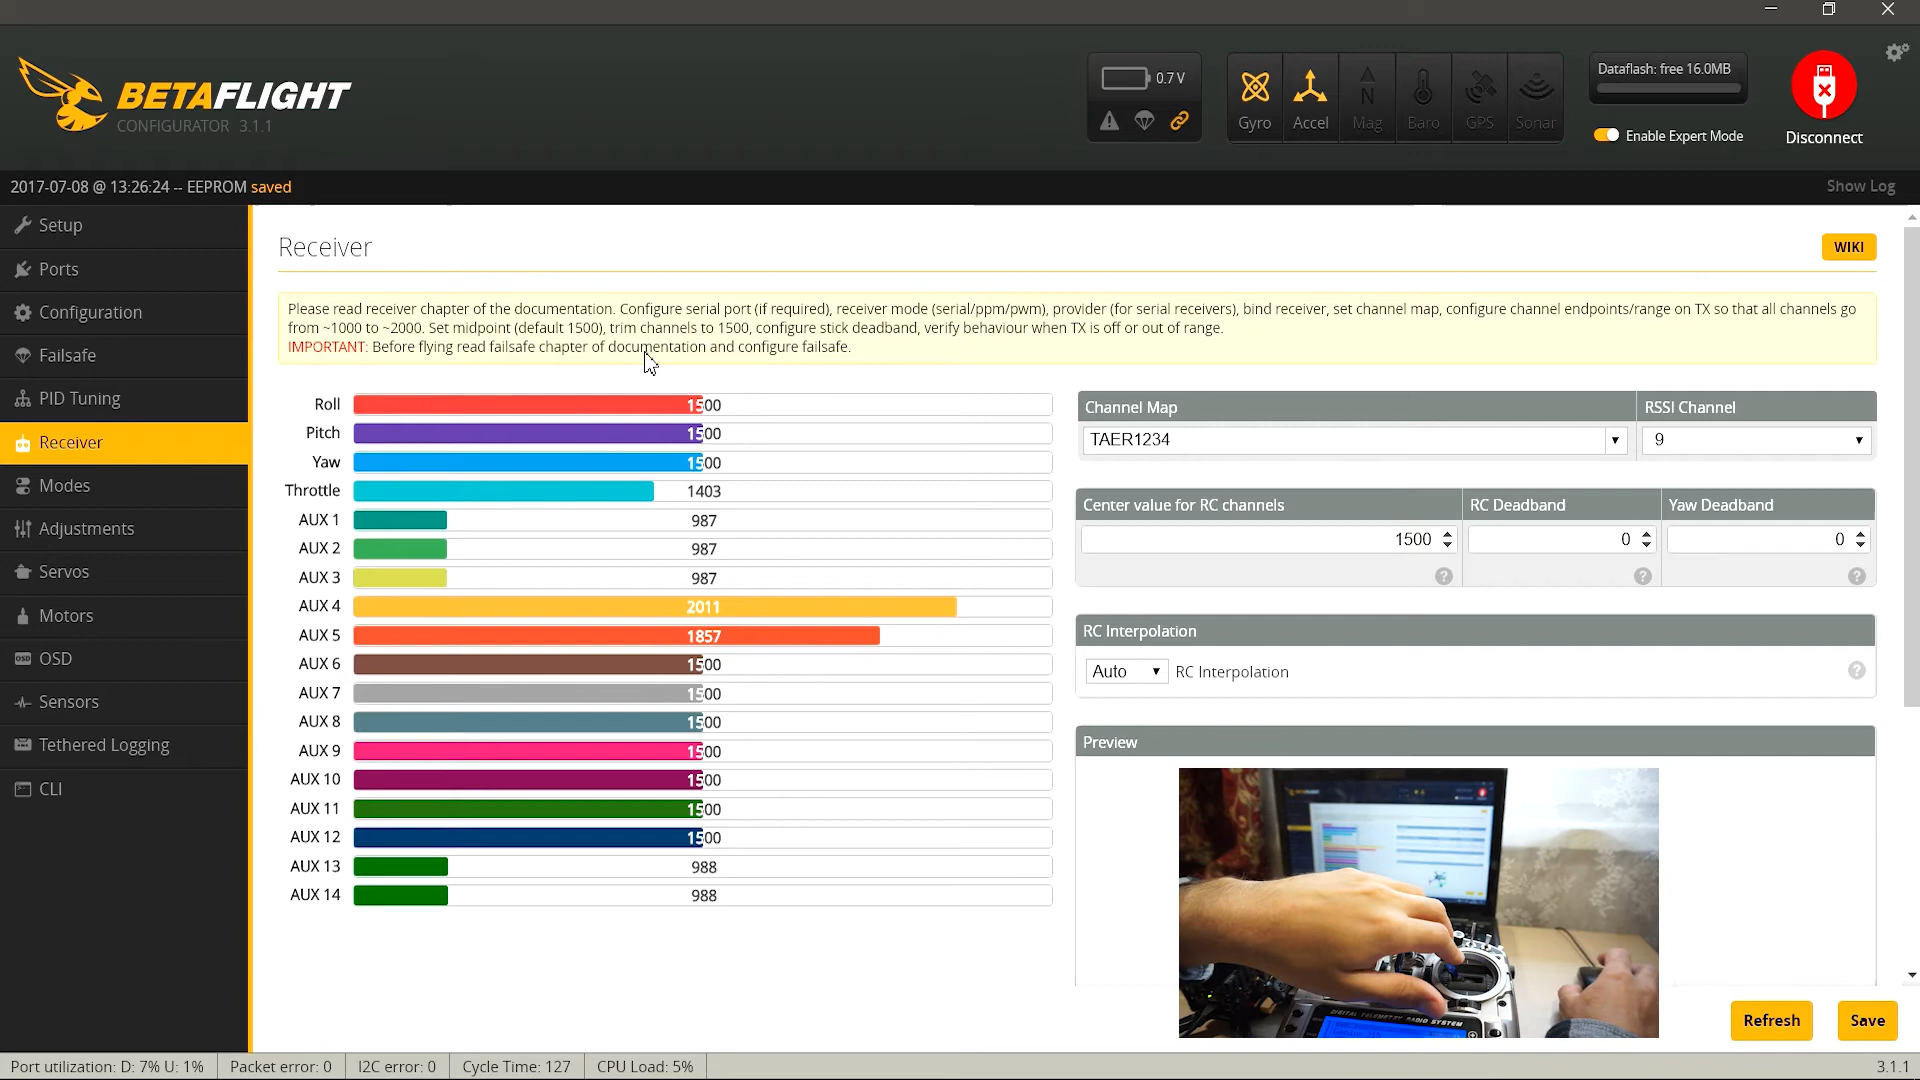 BETAFLIGHT
CONFIGURATOR 3.1.1
0.7 V
Gyro
Accel
Mag
Baro
GPS
Sonar
Dataflash: free 16.0MB
Enable Expert Mode
Disconnect
2017-07-08 @ 13:26:24 -- EEPROM saved
Show Log
Setup
Ports
Configuration
Failsafe
PID Tuning
Receiver
Modes
Adjustments
Servos
Motors
OSD
OSD
Sensors
Tethered Logging
CLI
Receiver
WIKI
Please read receiver chapter of the documentation. Configure serial port (if required), receiver mode (serial/ppm/pwm), provider (for serial receivers), bind receiver, set channel map, configure channel endpoints/range on TX so that all channels go
from ~1000 to ~2000. Set midpoint (default 1500), trim channels to 1500, configure stick deadband, verify behaviour when TX is off or out of range.
IMPORTANT: Before flying read failsafe chapter of documentation and configure failsafe.
Roll 1500
Pitch 1500
Yaw 1500
Throttle 1403
AUX 1 987
AUX 2 987
AUX 3 987
AUX 4 2011
AUX 5 1857
AUX 6 1500
AUX 7 1500
AUX 8 1500
AUX 9 1500
AUX 10 1500
AUX 11 1500
AUX 12 1500
AUX 13 988
AUX 14 988
Channel Map
RSSI Channel
TAER1234
9
Center value for RC channels
RC Deadband
Yaw Deadband
1500
0
0
RC Interpolation
Auto
RC Interpolation
Preview
BETAFLIGHT
DIGITAL TELEMETRY RADIO SYSTEM
Refresh
Save
Port utilization: D: 7% U: 1%
Packet error: 0
I2C error: 0
Cycle Time: 127
CPU Load: 5%
3.1.1